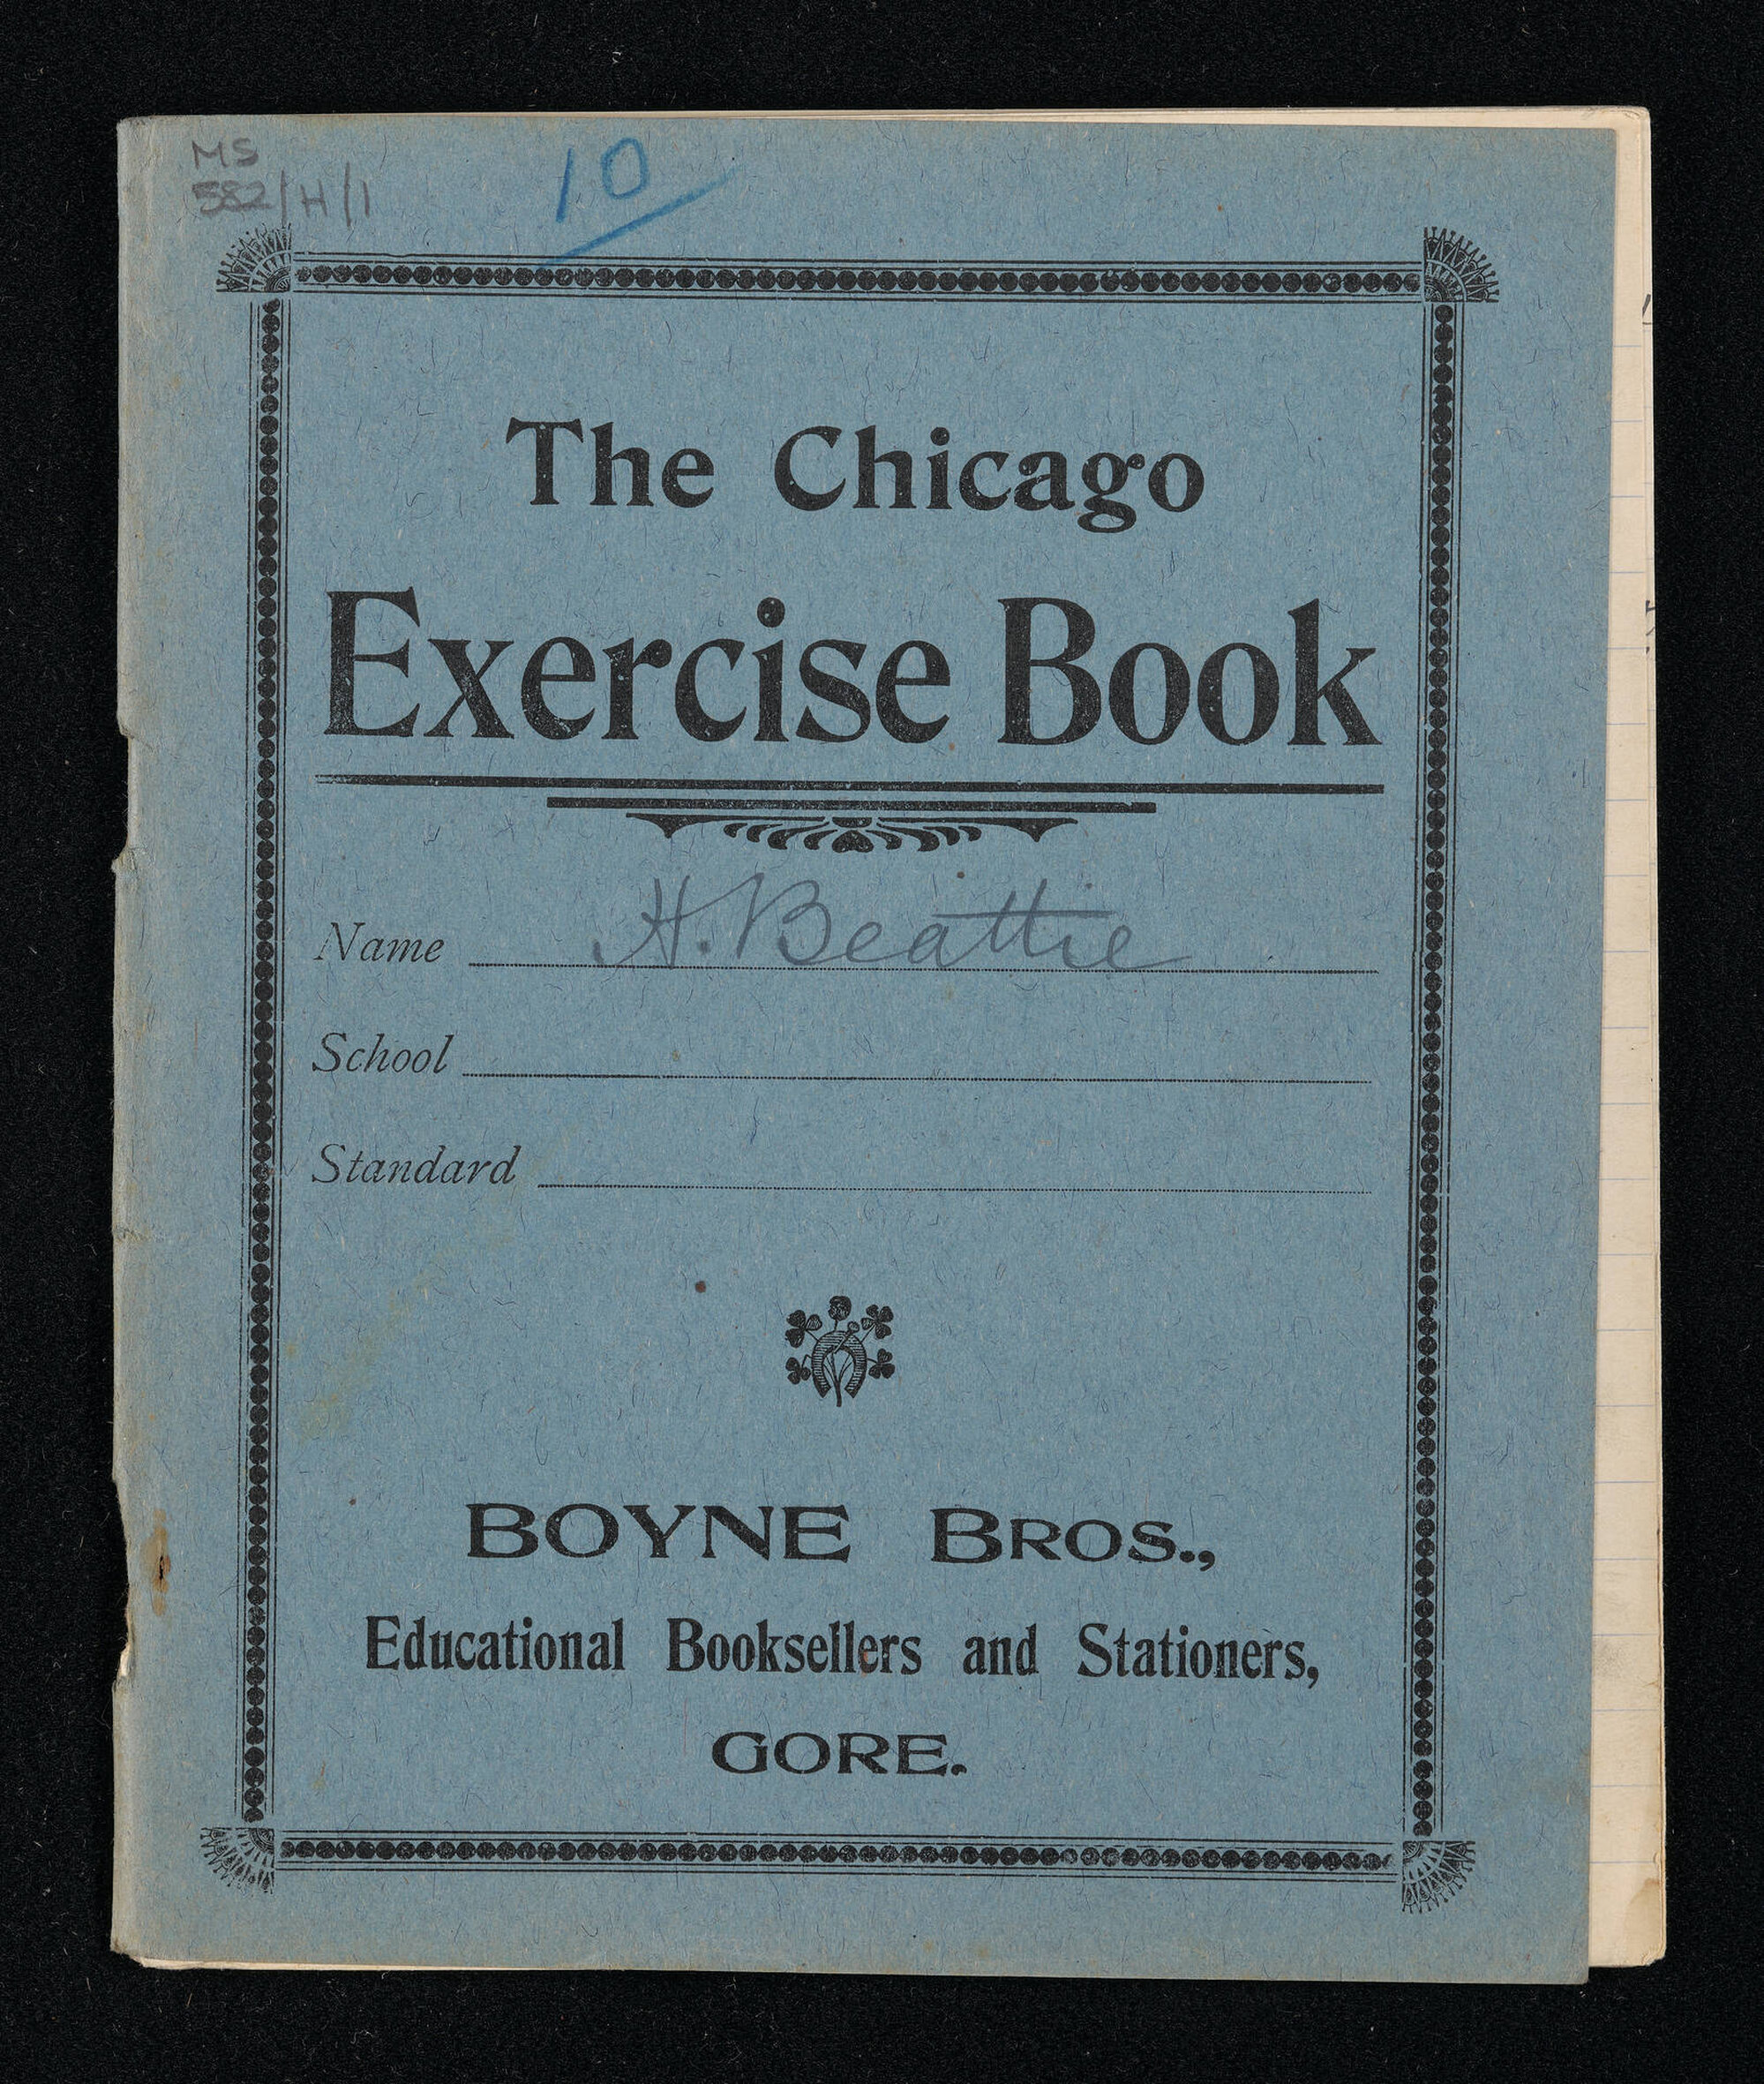 MS
582/H/1
10
The Chicago
Exercise Book
Name H. Beattie
School
Standard
BOYNE BROS.,
Educational Booksellers and Stationers,
GORE.